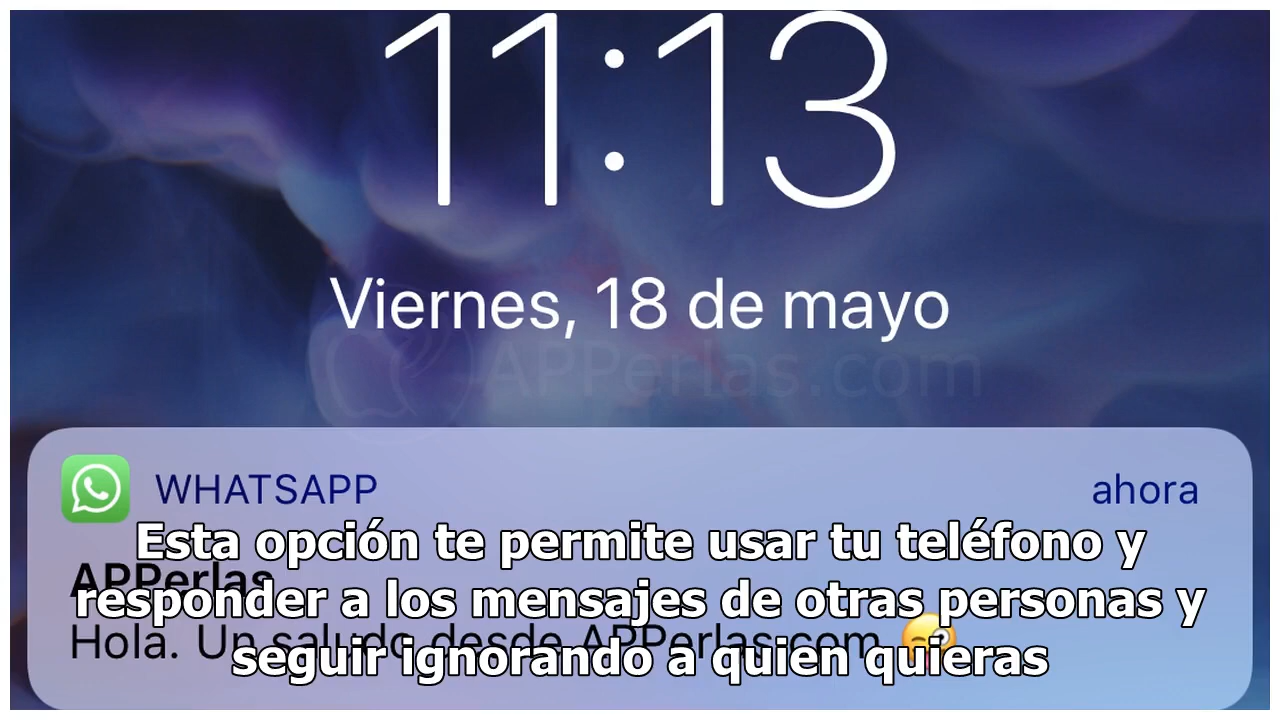 11:13
Viernes, 18 de mayo
APPerlas.com
WHATSAPP
ahora
Esta opción te permite usar tu teléfono y
APPerlas
responder a los mensajes de otras personas y
Hola. Un saludo desde APPerlas.com
seguir ignorando a quien quieras